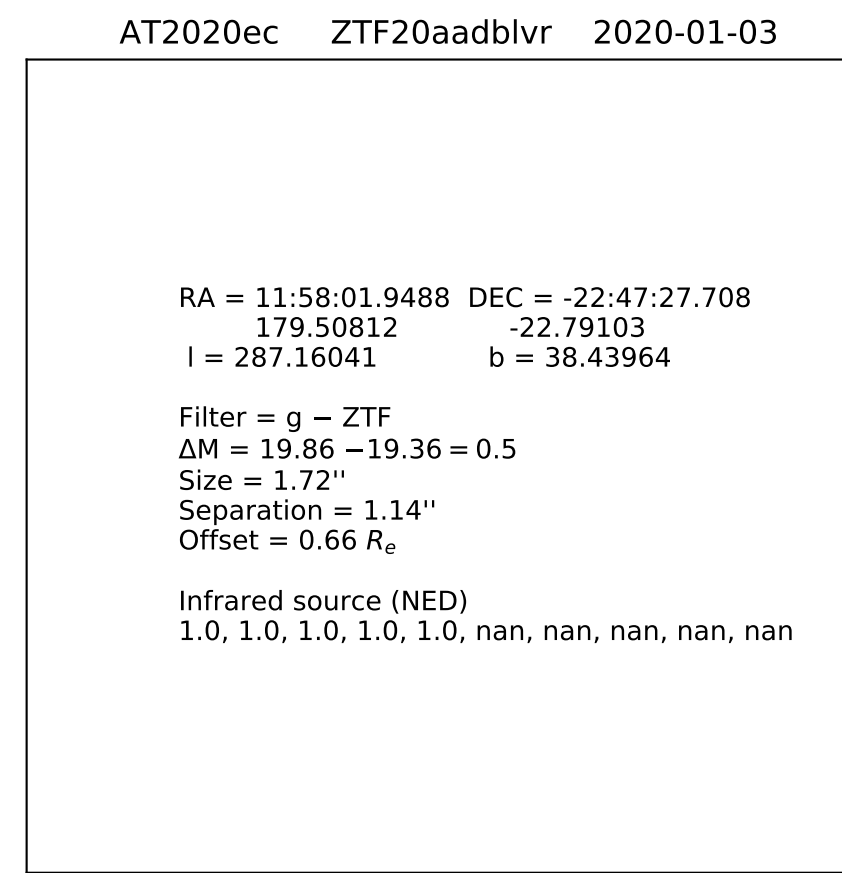 AT2020ec ZTF20aadblvr 2020-01-03
RA = 11:58:01.9488 DEC = -22:47:27.708
179.50812 -22.79103
l = 287.16041 b = 38.43964
Filter = g − ZTF
ΔM = 19.86 −19.36 = 0.5
Size = 1.72''
Separation = 1.14''
Offset = 0.66 Rₑ
Infrared source (NED)
1.0, 1.0, 1.0, 1.0, 1.0, nan, nan, nan, nan, nan